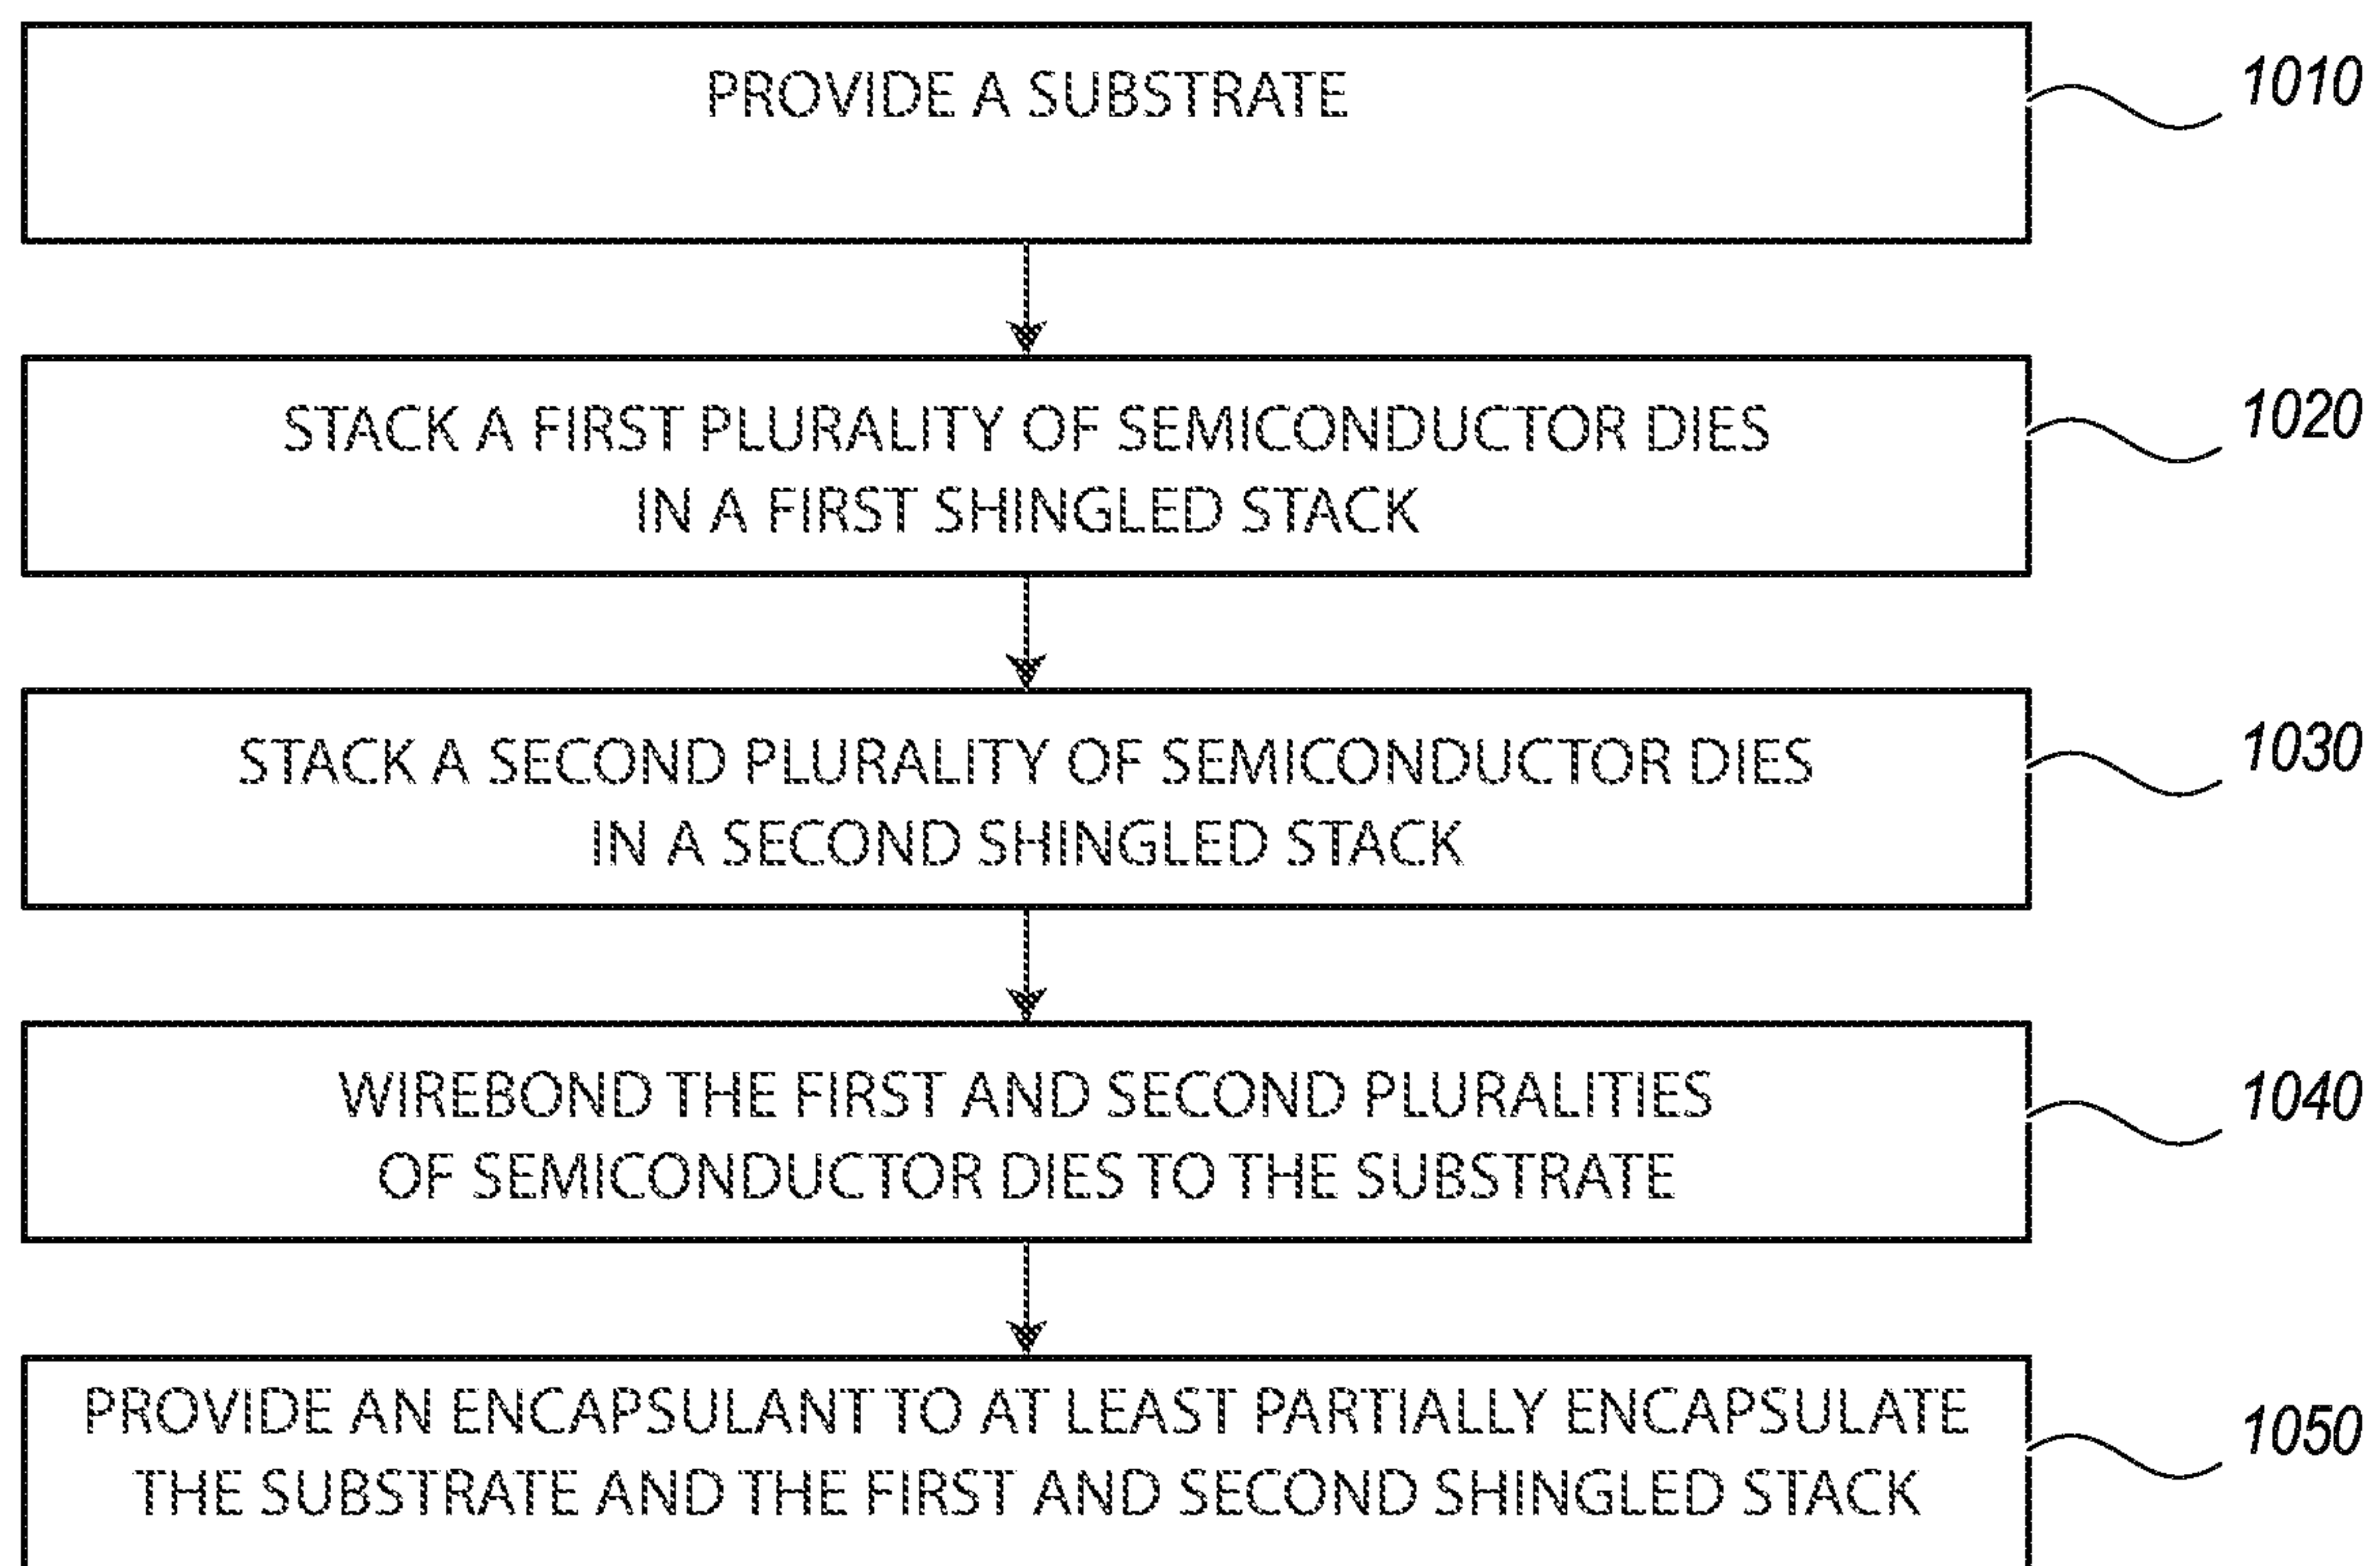 PROVIDE A SUBSTRATE
1010
STACK A FIRST PLURALITY OF SEMICONDUCTOR DIES
IN A FIRST SHINGLED STACK
1020
STACK A SECOND PLURALITY OF SEMICONDUCTOR DIES
IN A SECOND SHINGLED STACK
1030
WIREBOND THE FIRST AND SECOND PLURALITIES
OF SEMICONDUCTOR DIES TO THE SUBSTRATE
1040
PROVIDE AN ENCAPSULANT TO AT LEAST PARTIALLY ENCAPSULATE
THE SUBSTRATE AND THE FIRST AND SECOND SHINGLED STACK
1050